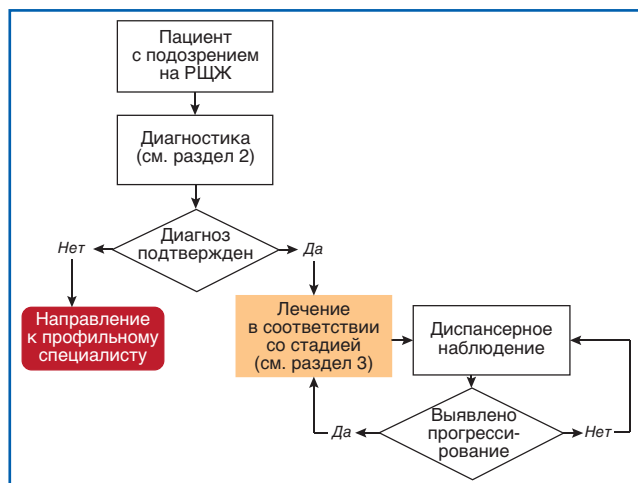 Пациент
с подозрением
на РЩЖ
Диагностика
(см. раздел 2)
Диагноз
подтвержден
Нет
Да
Направление
к профильному
специалисту
Лечение
в соответствии
со стадией
(см. раздел 3)
Диспансерное
наблюдение
Выявлено
прогресси-
рование
Да
Нет